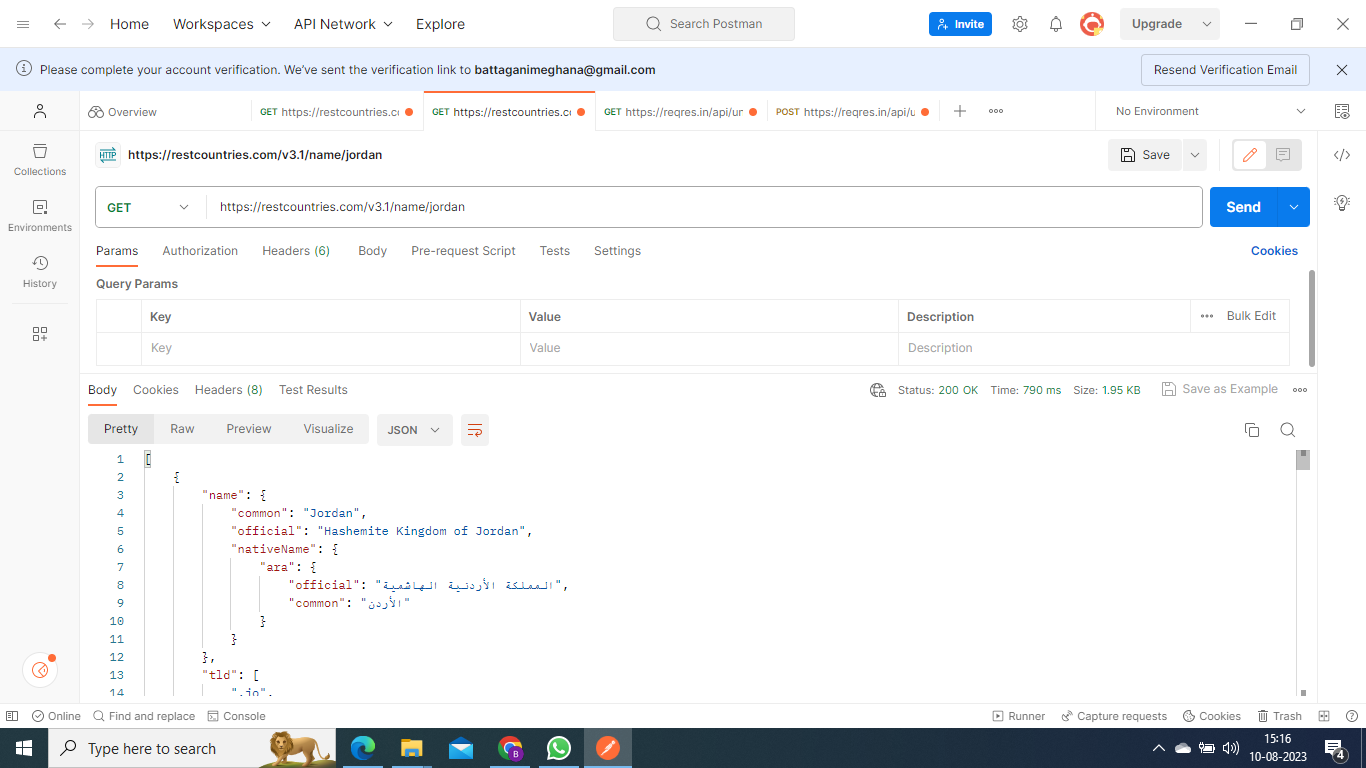 Home Workspaces API Network Explore Search Postman Invite Upgrade
Please complete your account verification. We've sent the verification link to battaganimeghana@gmail.com Resend Verification Email
Overview GET https://restcountries.c GET https://restcountries.c GET https://reqres.in/api/ POST https://reqres.in/api/ No Environment
HTTP https://restcountries.com/v3.1/name/jordan Save
Collections
GET https://restcountries.com/v3.1/name/jordan Send
Environments
Params Authorization Headers (6) Body Pre-request Script Tests Settings Cookies
History
Query Params
Key Value Description Bulk Edit
Key Value Description
Body Cookies Headers (8) Test Results Status: 200 OK Time: 790 ms Size: 1.95 KB Save as Example
Pretty Raw Preview Visualize JSON
1 [
2 {
3 "name": {
4 "common": "Jordan",
5 "official": "Hashemite Kingdom of Jordan",
6 "nativeName": {
7 "ara": {
8 "official": "المملكة الأردنية الهاشمية",
9 "common": "الأردن"
10 }
11 }
12 },
13 "tld": [
14 ".jo",
Online Find and replace Console Runner Capture requests Cookies Trash
Type here to search B 15:16
10-08-2023 4